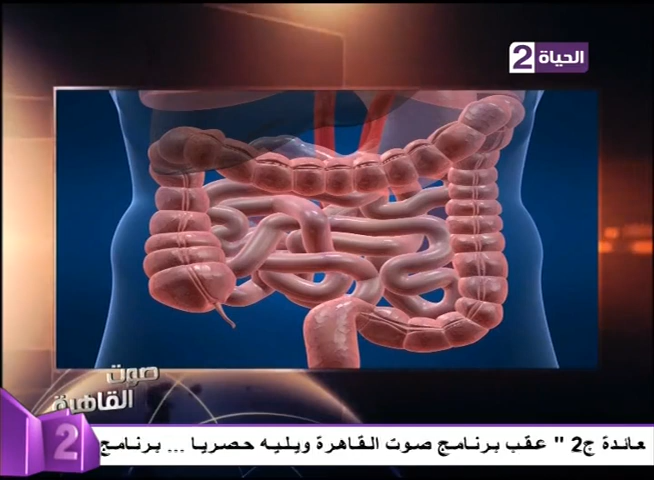 الحياة 2
صوت
القاهرة
2
عائدة ج2 " عقب برنامج صوت القاهرة ويليه حصريا ... برنامج